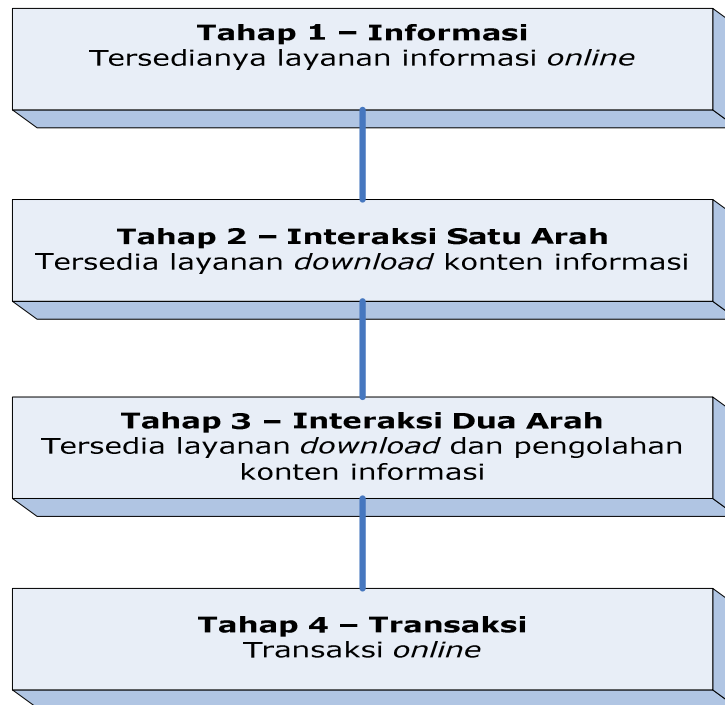 Tahap 1 – Informasi
Tersedianya layanan informasi online
Tahap 2 – Interaksi Satu Arah
Tersedia layanan download konten informasi
Tahap 3 – Interaksi Dua Arah
Tersedia layanan download dan pengolahan
konten informasi
Tahap 4 – Transaksi
Transaksi online